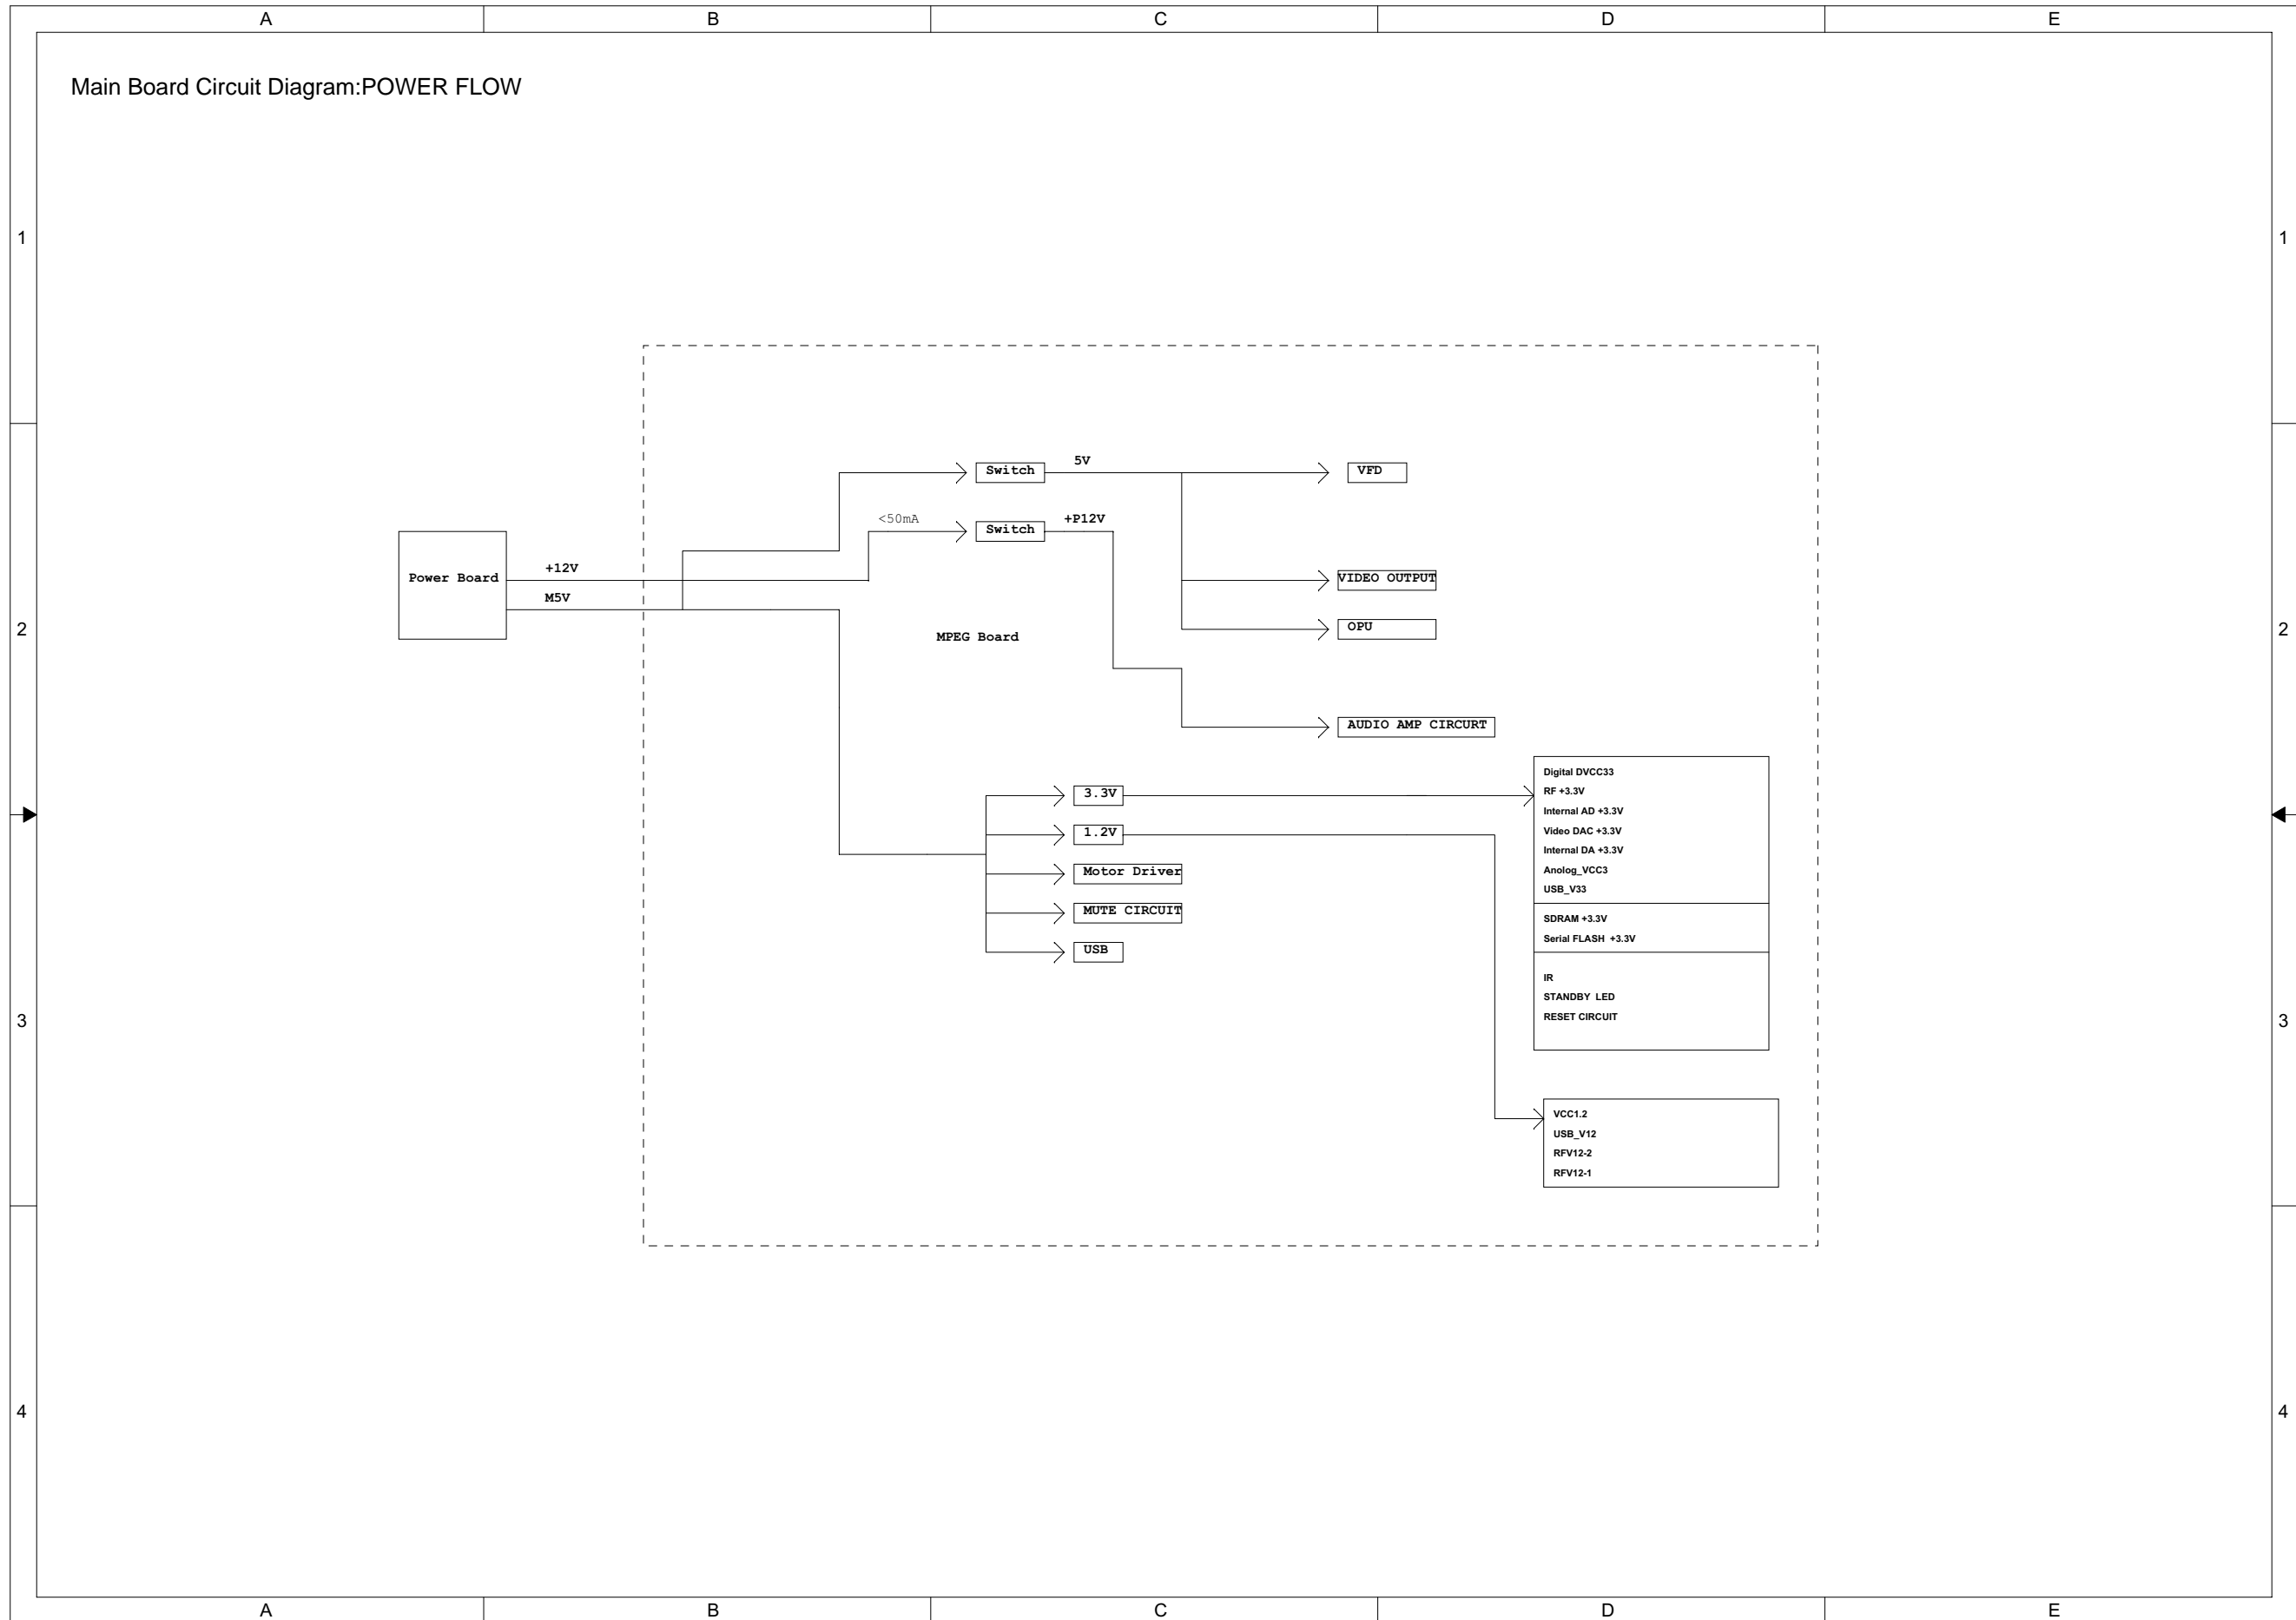 A B C D E
Main Board Circuit Diagram:POWER FLOW
1 1
Switch 5V VFD
<50mA Switch +P12V
Power Board +12V VIDEO OUTPUT
M5V
2 MPEG Board OPU 2
AUDIO AMP CIRCURT
3.3V
1.2V
Motor Driver
MUTE CIRCUIT
USB
Digital DVCC33
RF +3.3V
Internal AD +3.3V
Video DAC +3.3V
Internal DA +3.3V
Anolog_VCC3
USB_V33
SDRAM +3.3V
Serial FLASH +3.3V
IR
STANDBY LED
RESET CIRCUIT
3 3
VCC1.2
USB_V12
RFV12-2
RFV12-1
4 4
A B C D E